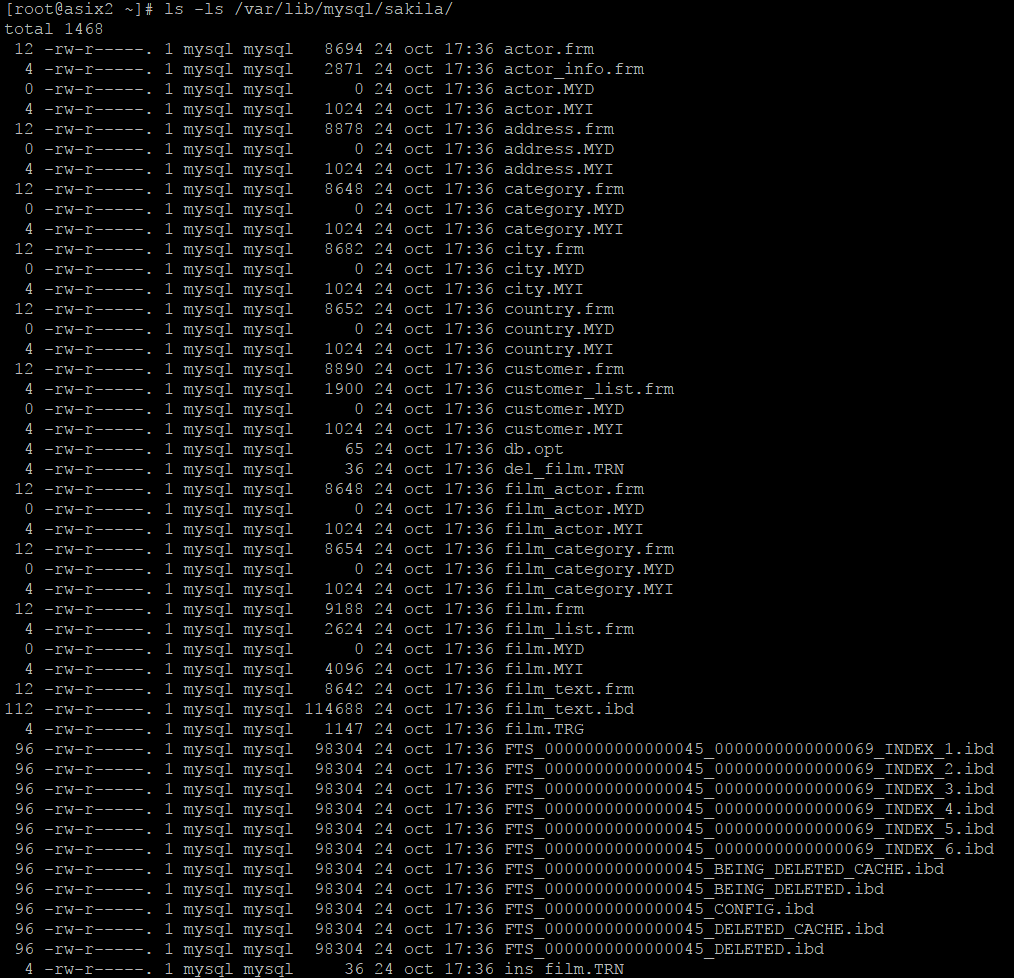 [root@asix2 ~]# ls -ls /var/lib/mysql/sakila/
total 1468
 12 -rw-r-----. 1 mysql mysql   8694 24 oct 17:36 actor.frm
  4 -rw-r-----. 1 mysql mysql   2871 24 oct 17:36 actor_info.frm
  0 -rw-r-----. 1 mysql mysql      0 24 oct 17:36 actor.MYD
  4 -rw-r-----. 1 mysql mysql   1024 24 oct 17:36 actor.MYI
 12 -rw-r-----. 1 mysql mysql   8878 24 oct 17:36 address.frm
  0 -rw-r-----. 1 mysql mysql      0 24 oct 17:36 address.MYD
  4 -rw-r-----. 1 mysql mysql   1024 24 oct 17:36 address.MYI
 12 -rw-r-----. 1 mysql mysql   8648 24 oct 17:36 category.frm
  0 -rw-r-----. 1 mysql mysql      0 24 oct 17:36 category.MYD
  4 -rw-r-----. 1 mysql mysql   1024 24 oct 17:36 category.MYI
 12 -rw-r-----. 1 mysql mysql   8682 24 oct 17:36 city.frm
  0 -rw-r-----. 1 mysql mysql      0 24 oct 17:36 city.MYD
  4 -rw-r-----. 1 mysql mysql   1024 24 oct 17:36 city.MYI
 12 -rw-r-----. 1 mysql mysql   8652 24 oct 17:36 country.frm
  0 -rw-r-----. 1 mysql mysql      0 24 oct 17:36 country.MYD
  4 -rw-r-----. 1 mysql mysql   1024 24 oct 17:36 country.MYI
 12 -rw-r-----. 1 mysql mysql   8890 24 oct 17:36 customer.frm
  4 -rw-r-----. 1 mysql mysql   1900 24 oct 17:36 customer_list.frm
  0 -rw-r-----. 1 mysql mysql      0 24 oct 17:36 customer.MYD
  4 -rw-r-----. 1 mysql mysql   1024 24 oct 17:36 customer.MYI
  4 -rw-r-----. 1 mysql mysql     65 24 oct 17:36 db.opt
  4 -rw-r-----. 1 mysql mysql     36 24 oct 17:36 del_film.TRN
 12 -rw-r-----. 1 mysql mysql   8648 24 oct 17:36 film_actor.frm
  0 -rw-r-----. 1 mysql mysql      0 24 oct 17:36 film_actor.MYD
  4 -rw-r-----. 1 mysql mysql   1024 24 oct 17:36 film_actor.MYI
 12 -rw-r-----. 1 mysql mysql   8654 24 oct 17:36 film_category.frm
  0 -rw-r-----. 1 mysql mysql      0 24 oct 17:36 film_category.MYD
  4 -rw-r-----. 1 mysql mysql   1024 24 oct 17:36 film_category.MYI
 12 -rw-r-----. 1 mysql mysql   9188 24 oct 17:36 film.frm
  4 -rw-r-----. 1 mysql mysql   2624 24 oct 17:36 film_list.frm
  0 -rw-r-----. 1 mysql mysql      0 24 oct 17:36 film.MYD
  4 -rw-r-----. 1 mysql mysql   4096 24 oct 17:36 film.MYI
 12 -rw-r-----. 1 mysql mysql   8642 24 oct 17:36 film_text.frm
112 -rw-r-----. 1 mysql mysql 114688 24 oct 17:36 film_text.ibd
  4 -rw-r-----. 1 mysql mysql   1147 24 oct 17:36 film.TRG
 96 -rw-r-----. 1 mysql mysql  98304 24 oct 17:36 FTS_0000000000000045_0000000000000069_INDEX_1.ibd
 96 -rw-r-----. 1 mysql mysql  98304 24 oct 17:36 FTS_0000000000000045_0000000000000069_INDEX_2.ibd
 96 -rw-r-----. 1 mysql mysql  98304 24 oct 17:36 FTS_0000000000000045_0000000000000069_INDEX_3.ibd
 96 -rw-r-----. 1 mysql mysql  98304 24 oct 17:36 FTS_0000000000000045_0000000000000069_INDEX_4.ibd
 96 -rw-r-----. 1 mysql mysql  98304 24 oct 17:36 FTS_0000000000000045_0000000000000069_INDEX_5.ibd
 96 -rw-r-----. 1 mysql mysql  98304 24 oct 17:36 FTS_0000000000000045_0000000000000069_INDEX_6.ibd
 96 -rw-r-----. 1 mysql mysql  98304 24 oct 17:36 FTS_0000000000000045_BEING_DELETED_CACHE.ibd
 96 -rw-r-----. 1 mysql mysql  98304 24 oct 17:36 FTS_0000000000000045_BEING_DELETED.ibd
 96 -rw-r-----. 1 mysql mysql  98304 24 oct 17:36 FTS_0000000000000045_CONFIG.ibd
 96 -rw-r-----. 1 mysql mysql  98304 24 oct 17:36 FTS_0000000000000045_DELETED_CACHE.ibd
 96 -rw-r-----. 1 mysql mysql  98304 24 oct 17:36 FTS_0000000000000045_DELETED.ibd
  4 -rw-r-----. 1 mysql mysql     36 24 oct 17:36 ins_film.TRN